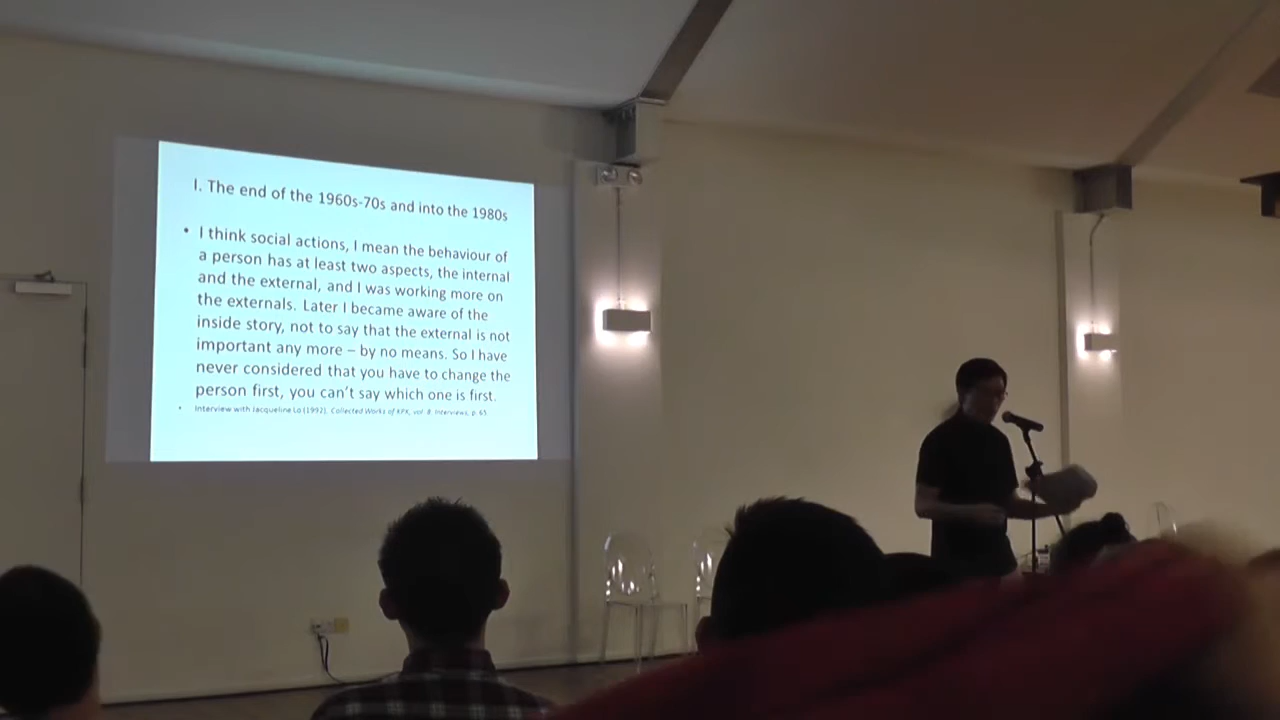 I. The end of the 1960s-70s and into the 1980s
• I think social actions, I mean the behaviour of
a person has at least two aspects, the internal
and the external, and I was working more on
the externals. Later I became aware of the
inside story, not to say that the external is not
important any more – by no means. So I have
never considered that you have to change the
person first, you can't say which one is first.
• Interview with Jacqueline Lo (1992). Collected Works of KPK, vol. 8: Interviews, p. 65.